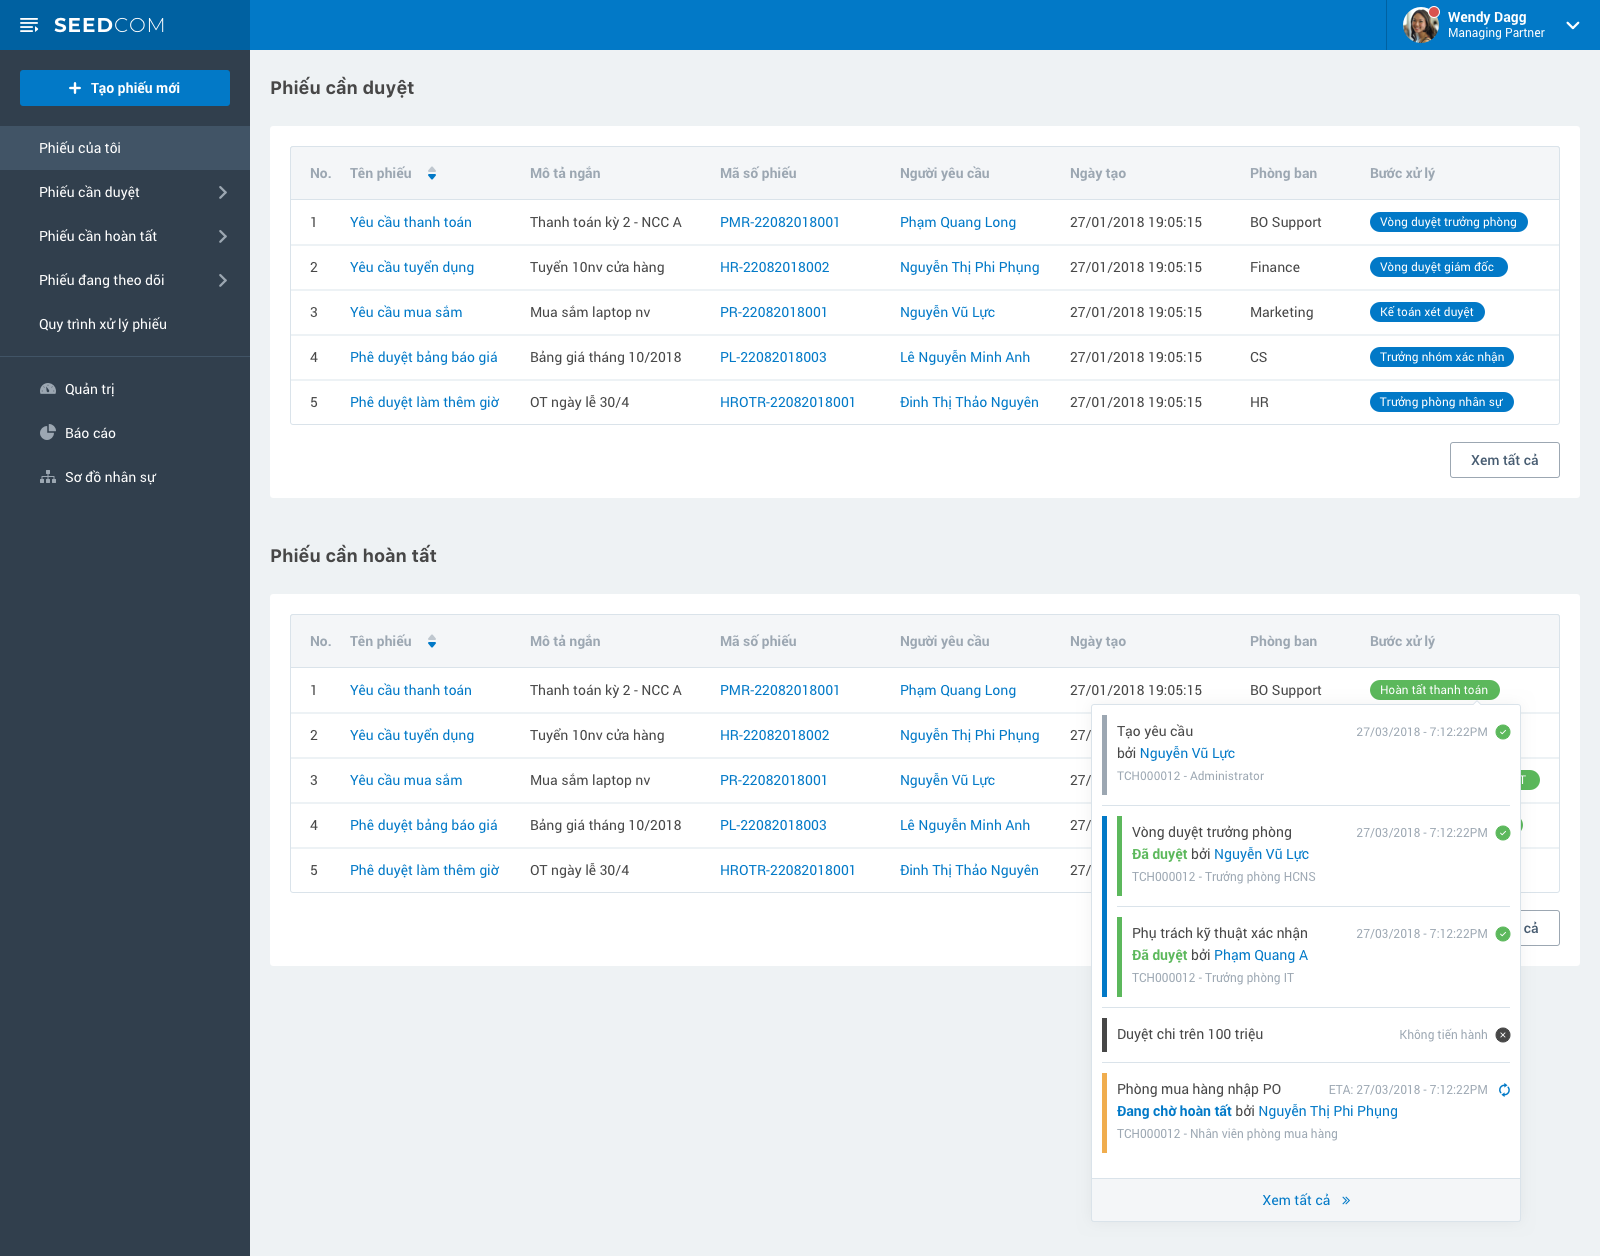 SEEDCOM
Wendy Dagg
Managing Partner
Tạo phiếu mới
Phiếu của tôi
Phiếu cần duyệt
Phiếu cần hoàn tất
Phiếu đang theo dõi
Quy trình xử lý phiếu
Quản trị
Báo cáo
Sơ đồ nhân sự
Phiếu cần duyệt
No. Tên phiếu Mô tả ngắn Mã số phiếu Người yêu cầu Ngày tạo Phòng ban Bước xử lý
1 Yêu cầu thanh toán Thanh toán kỳ 2 - NCC A PMR-22082018001 Phạm Quang Long 27/01/2018 19:05:15 BO Support Vòng duyệt trưởng phòng
2 Yêu cầu tuyển dụng Tuyển 10nv cửa hàng HR-22082018002 Nguyễn Thị Phi Phụng 27/01/2018 19:05:15 Finance Vòng duyệt giám đốc
3 Yêu cầu mua sắm Mua sắm laptop nv PR-22082018001 Nguyễn Vũ Lực 27/01/2018 19:05:15 Marketing Kế toán xét duyệt
4 Phê duyệt bảng báo giá Bảng giá tháng 10/2018 PL-22082018003 Lê Nguyễn Minh Anh 27/01/2018 19:05:15 CS Trưởng nhóm xác nhận
5 Phê duyệt làm thêm giờ OT ngày lễ 30/4 HROTR-22082018001 Đinh Thị Thảo Nguyên 27/01/2018 19:05:15 HR Trưởng phòng nhân sự
Xem tất cả
Phiếu cần hoàn tất
No. Tên phiếu Mô tả ngắn Mã số phiếu Người yêu cầu Ngày tạo Phòng ban Bước xử lý
1 Yêu cầu thanh toán Thanh toán kỳ 2 - NCC A PMR-22082018001 Phạm Quang Long 27/01/2018 19:05:15 BO Support Hoàn tất thanh toán
2 Yêu cầu tuyển dụng Tuyển 10nv cửa hàng HR-22082018002 Nguyễn Thị Phi Phụng 27/
3 Yêu cầu mua sắm Mua sắm laptop nv PR-22082018001 Nguyễn Vũ Lực 27/ T
4 Phê duyệt bảng báo giá Bảng giá tháng 10/2018 PL-22082018003 Lê Nguyễn Minh Anh 27/
5 Phê duyệt làm thêm giờ OT ngày lễ 30/4 HROTR-22082018001 Đinh Thị Thảo Nguyên 27/
cả
Tạo yêu cầu 27/03/2018 - 7:12:22PM
bởi Nguyễn Vũ Lực
TCH000012 - Administrator
Vòng duyệt trưởng phòng 27/03/2018 - 7:12:22PM
Đã duyệt bởi Nguyễn Vũ Lực
TCH000012 - Trưởng phòng HCNS
Phụ trách kỹ thuật xác nhận 27/03/2018 - 7:12:22PM
Đã duyệt bởi Phạm Quang A
TCH000012 - Trưởng phòng IT
Duyệt chi trên 100 triệu Không tiến hành
Phòng mua hàng nhập PO ETA: 27/03/2018 - 7:12:22PM
Đang chờ hoàn tất bởi Nguyễn Thị Phi Phụng
TCH000012 - Nhân viên phòng mua hàng
Xem tất cả »